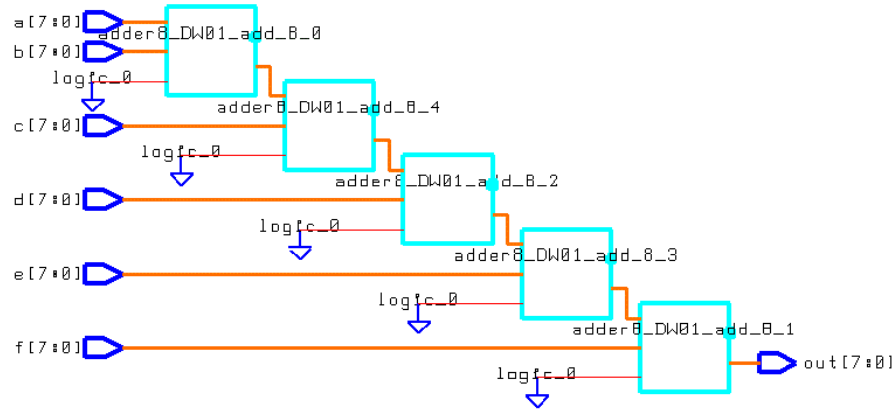 a[7:0]
adder8_DW01_add_8_0
b[7:0]
logic_0
adder8_DW01_add_8_4
c[7:0]
logic_0
adder8_DW01_add_8_2
d[7:0]
logic_0
adder8_DW01_add_8_3
e[7:0]
logic_0
adder8_DW01_add_8_1
f[7:0]
out[7:0]
logic_0